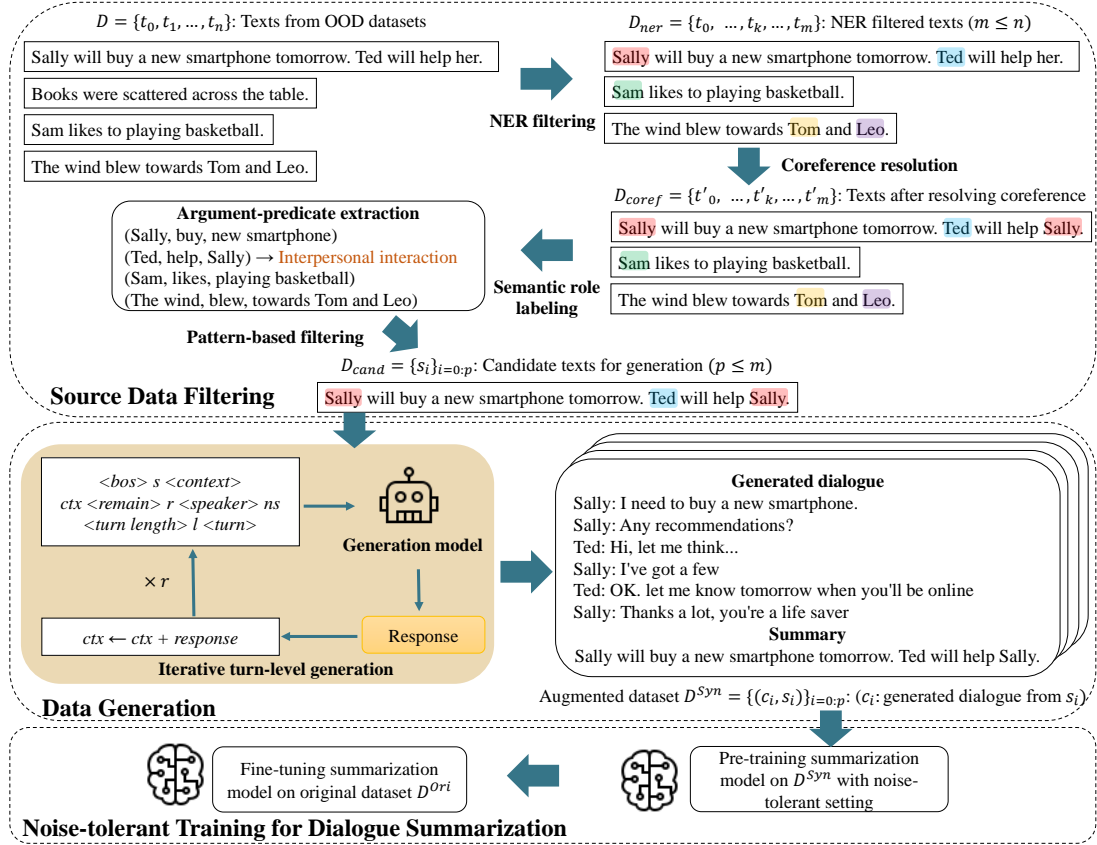 D = {t₀, t₁, ..., tₙ}: Texts from OOD datasets
Sally will buy a new smartphone tomorrow. Ted will help her.
Books were scattered across the table.
Sam likes to playing basketball.
The wind blew towards Tom and Leo.
NER filtering
D_ner = {t₀, ..., t_k, ..., t_m}: NER filtered texts (m ≤ n)
Sally will buy a new smartphone tomorrow. Ted will help her.
Sam likes to playing basketball.
The wind blew towards Tom and Leo.
Coreference resolution
D_coref = {t′₀, ..., t′_k, ..., t′_m}: Texts after resolving coreference
Sally will buy a new smartphone tomorrow. Ted will help Sally.
Sam likes to playing basketball.
The wind blew towards Tom and Leo.
Semantic role
labeling
Argument-predicate extraction
(Sally, buy, new smartphone)
(Ted, help, Sally) → Interpersonal interaction
(Sam, likes, playing basketball)
(The wind, blew, towards Tom and Leo)
Pattern-based filtering
D_cand = {s_i}_{i=0:p}: Candidate texts for generation (p ≤ m)
Sally will buy a new smartphone tomorrow. Ted will help Sally.
Source Data Filtering
<bos> s <context>
ctx <remain> r <speaker> ns
<turn length> l <turn>
Generation model
× r
Response
ctx ← ctx + response
Iterative turn-level generation
Generated dialogue
Sally: I need to buy a new smartphone.
Sally: Any recommendations?
Ted: Hi, let me think...
Sally: I've got a few
Ted: OK. let me know tomorrow when you'll be online
Sally: Thanks a lot, you're a life saver
Summary
Sally will buy a new smartphone tomorrow. Ted will help Sally.
Augmented dataset D^Syn = {(c_i, s_i)}_{i=0:p}: (c_i: generated dialogue from s_i)
Data Generation
Pre-training summarization
model on D^Syn with noise-
tolerant setting
Fine-tuning summarization
model on original dataset D^Ori
Noise-tolerant Training for Dialogue Summarization